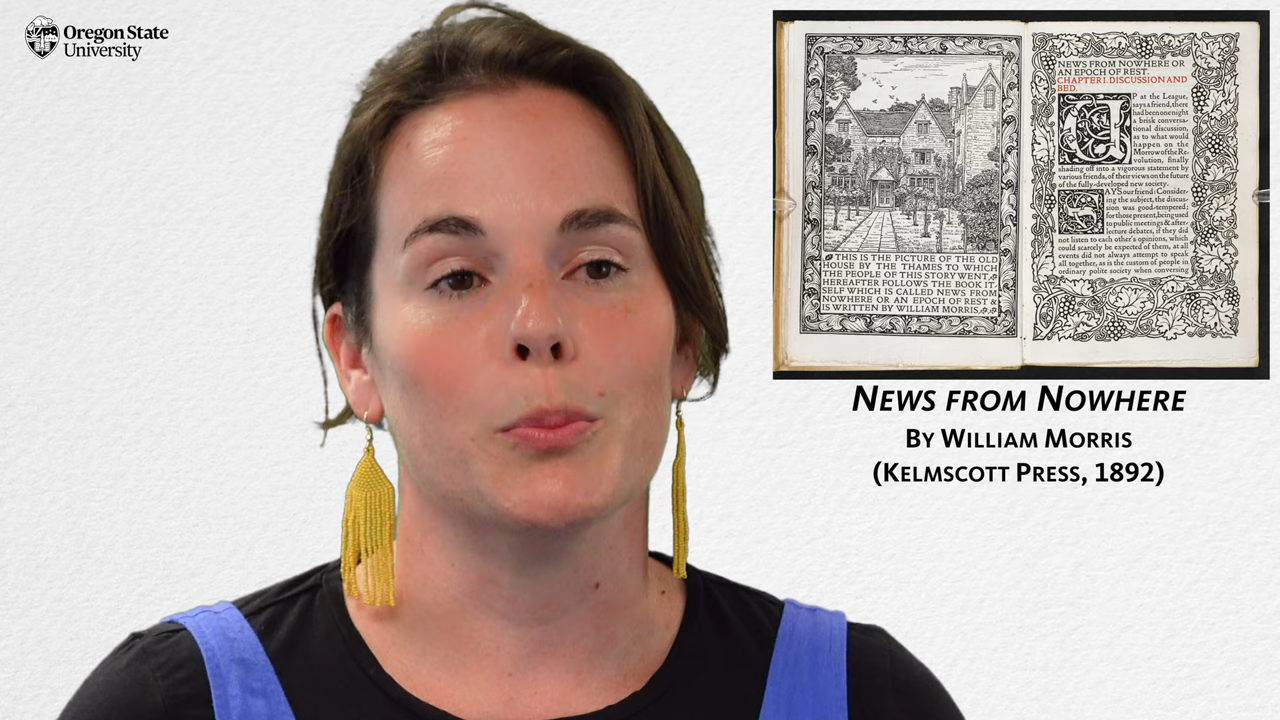 Oregon State
University
NEWS FROM NOWHERE OR
AN EPOCH OF REST.
CHAPTER I. DISCUSSION AND
BED.
UP at the League,
says a friend, there
had been one night
a brisk conversa-
tional discussion,
as to what would
happen on the
Morrow of the Re-
volution, finally
shading off into a vigorous statement by
various friends, of their views on the future
of the fully-developed new society.
SAYS our friend: Consider-
ing the subject, the discus-
sion was good-tempered;
for those present, being used
to public meetings & after-
lecture debates, if they did
not listen to each other's opinions, which
could scarcely be expected of them, at all
events did not always attempt to speak
all together, as is the custom of people in
ordinary polite society when conversing
THIS IS THE PICTURE OF THE OLD
HOUSE BY THE THAMES TO WHICH
THE PEOPLE OF THIS STORY WENT.
HEREAFTER FOLLOWS THE BOOK IT,
SELF WHICH IS CALLED NEWS FROM
NOWHERE OR AN EPOCH OF REST &
IS WRITTEN BY WILLIAM MORRIS.
NEWS FROM NOWHERE
BY WILLIAM MORRIS
(KELMSCOTT PRESS, 1892)